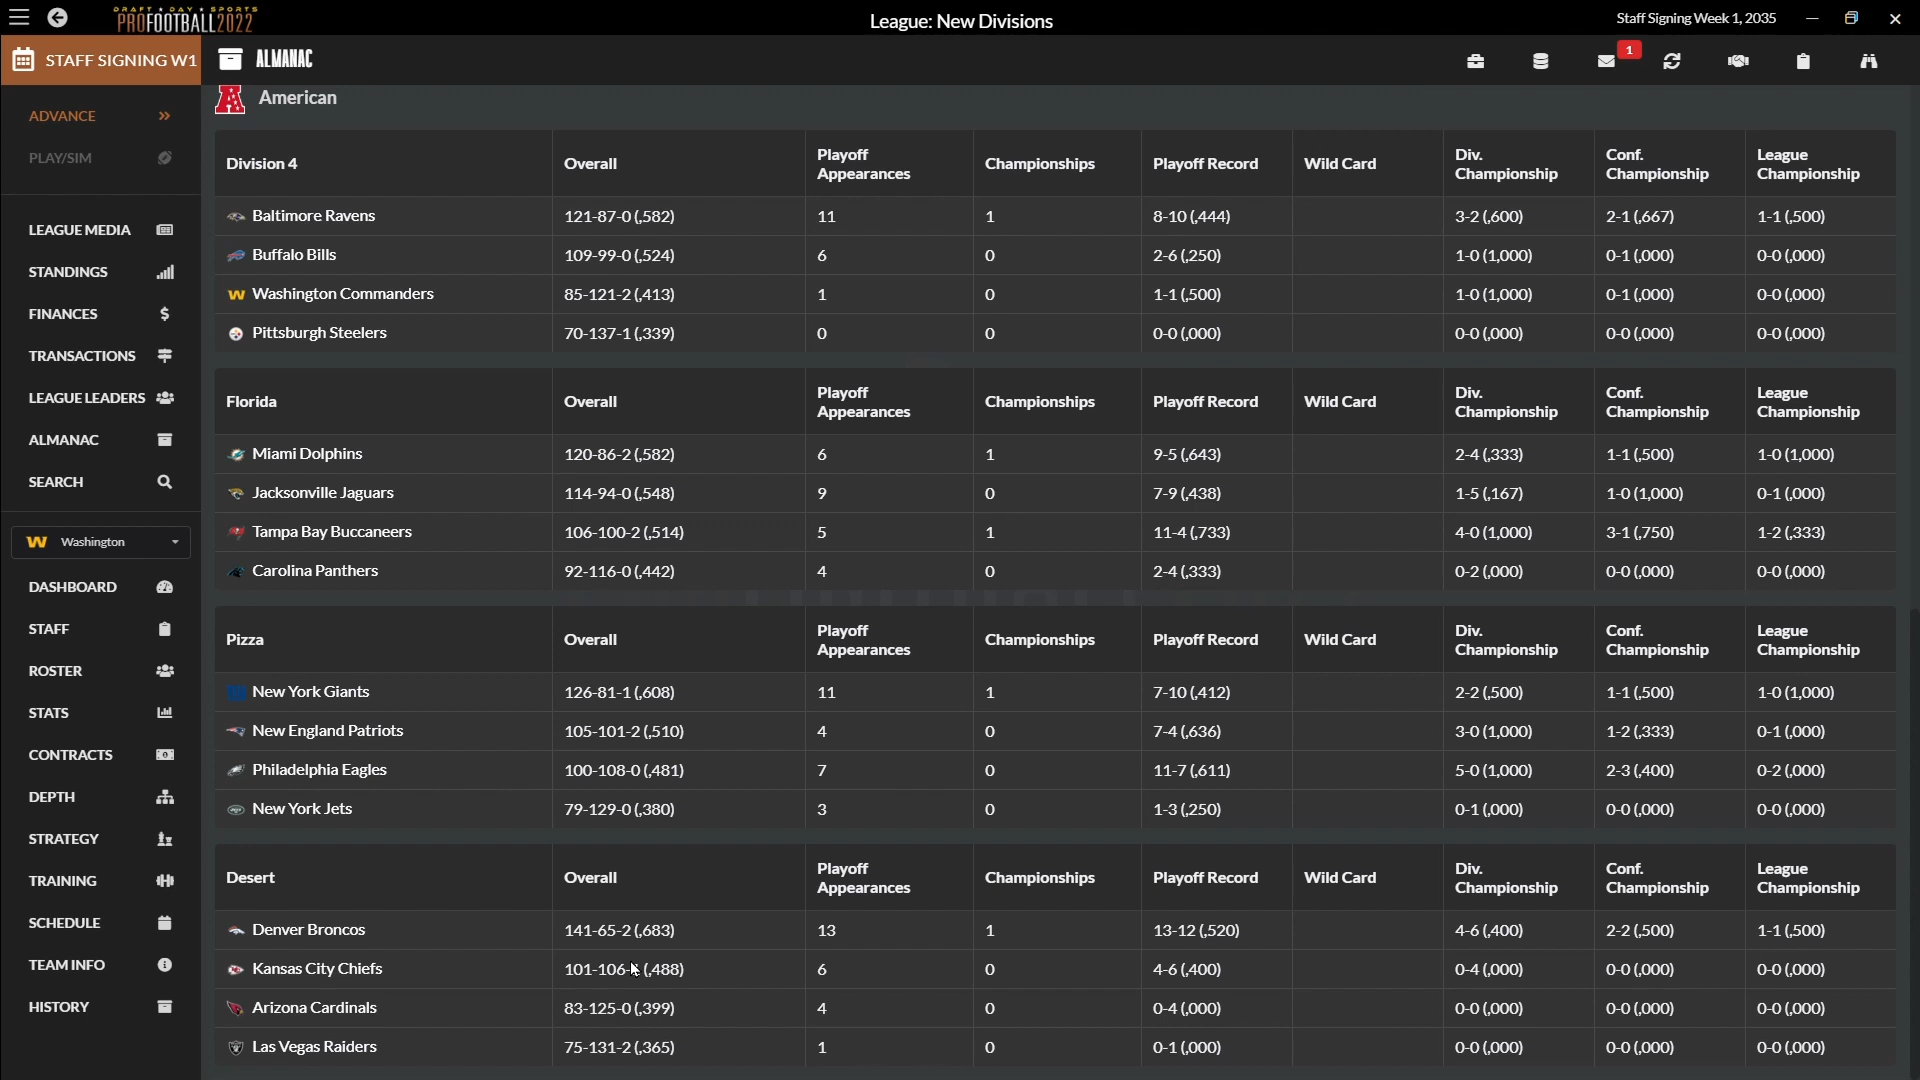 DRAFT DAY SPORTS
PRO FOOTBALL 2022
League: New Divisions
Staff Signing Week 1, 2035
STAFF SIGNING W1
ALMANAC
1
ADVANCE
PLAY/SIM
LEAGUE MEDIA
STANDINGS
FINANCES
TRANSACTIONS
LEAGUE LEADERS
ALMANAC
SEARCH
Washington
DASHBOARD
STAFF
ROSTER
STATS
CONTRACTS
DEPTH
STRATEGY
TRAINING
SCHEDULE
TEAM INFO
HISTORY
American
Division 4 Overall Playoff Appearances Championships Playoff Record Wild Card Div. Championship Conf. Championship League Championship
Baltimore Ravens 121-87-0 (,582) 11 1 8-10 (,444) 3-2 (,600) 2-1 (,667) 1-1 (,500)
Buffalo Bills 109-99-0 (,524) 6 0 2-6 (,250) 1-0 (1,000) 0-1 (,000) 0-0 (,000)
Washington Commanders 85-121-2 (,413) 1 0 1-1 (,500) 1-0 (1,000) 0-1 (,000) 0-0 (,000)
Pittsburgh Steelers 70-137-1 (,339) 0 0 0-0 (,000) 0-0 (,000) 0-0 (,000) 0-0 (,000)
Florida Overall Playoff Appearances Championships Playoff Record Wild Card Div. Championship Conf. Championship League Championship
Miami Dolphins 120-86-2 (,582) 6 1 9-5 (,643) 2-4 (,333) 1-1 (,500) 1-0 (1,000)
Jacksonville Jaguars 114-94-0 (,548) 9 0 7-9 (,438) 1-5 (,167) 1-0 (1,000) 0-1 (,000)
Tampa Bay Buccaneers 106-100-2 (,514) 5 1 11-4 (,733) 4-0 (1,000) 3-1 (,750) 1-2 (,333)
Carolina Panthers 92-116-0 (,442) 4 0 2-4 (,333) 0-2 (,000) 0-0 (,000) 0-0 (,000)
Pizza Overall Playoff Appearances Championships Playoff Record Wild Card Div. Championship Conf. Championship League Championship
New York Giants 126-81-1 (,608) 11 1 7-10 (,412) 2-2 (,500) 1-1 (,500) 1-0 (1,000)
New England Patriots 105-101-2 (,510) 4 0 7-4 (,636) 3-0 (1,000) 1-2 (,333) 0-1 (,000)
Philadelphia Eagles 100-108-0 (,481) 7 0 11-7 (,611) 5-0 (1,000) 2-3 (,400) 0-2 (,000)
New York Jets 79-129-0 (,380) 3 0 1-3 (,250) 0-1 (,000) 0-0 (,000) 0-0 (,000)
Desert Overall Playoff Appearances Championships Playoff Record Wild Card Div. Championship Conf. Championship League Championship
Denver Broncos 141-65-2 (,683) 13 1 13-12 (,520) 4-6 (,400) 2-2 (,500) 1-1 (,500)
Kansas City Chiefs 101-106- (,488) 6 0 4-6 (,400) 0-4 (,000) 0-0 (,000) 0-0 (,000)
Arizona Cardinals 83-125-0 (,399) 4 0 0-4 (,000) 0-0 (,000) 0-0 (,000) 0-0 (,000)
Las Vegas Raiders 75-131-2 (,365) 1 0 0-1 (,000) 0-0 (,000) 0-0 (,000) 0-0 (,000)